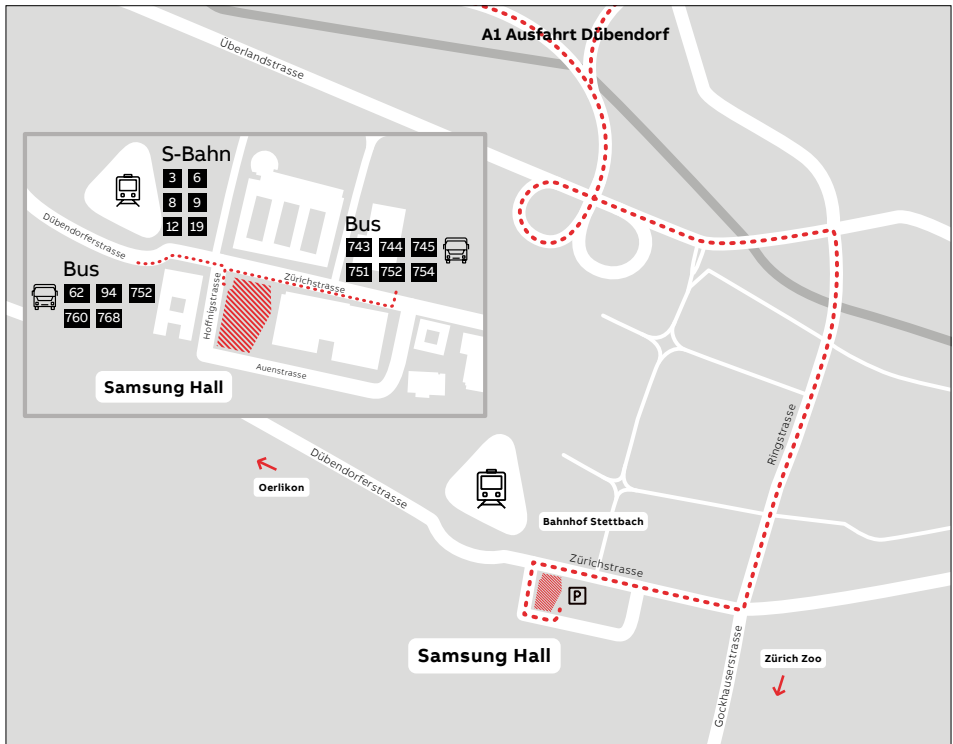 A1 Ausfahrt Dübendorf
Überlandstrasse
S-Bahn
3 6
8 9
12 19
Dübendorferstrasse
Bus
743 744 745
751 752 754
Bus
62 94 752
760 768
Zürichstrasse
Hoffnigstrasse
Auenstrasse
Samsung Hall
Ringstrasse
Dübendorferstrasse
Oerlikon
Bahnhof Stettbach
Zürichstrasse
P
Samsung Hall
Gockhauserstrasse
Zürich Zoo